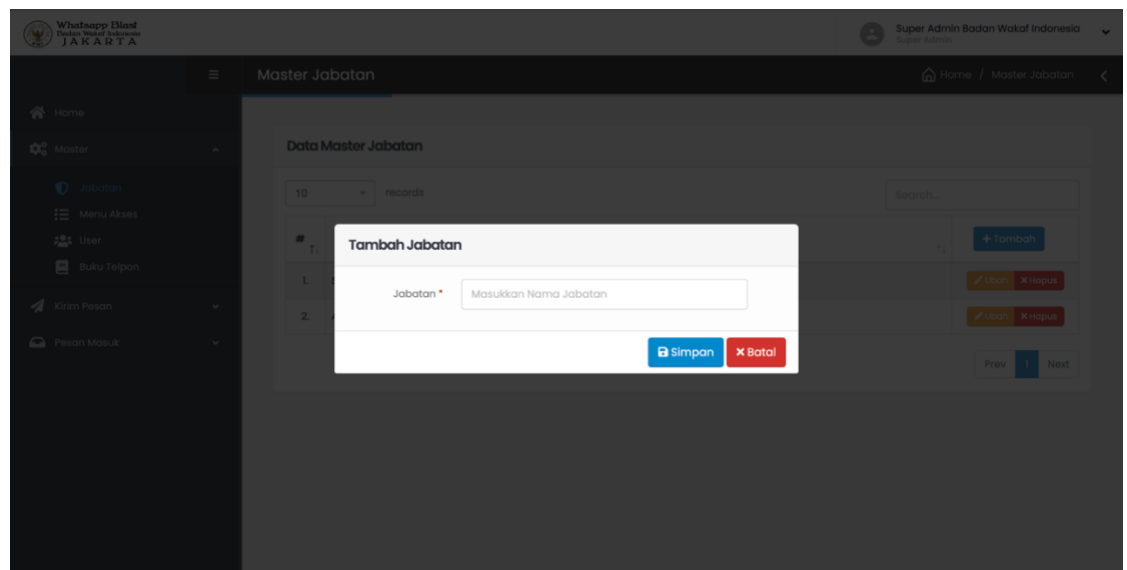 Whatsapp Blast
Badan Wakaf Indonesia
JAKARTA
Super Admin Badan Wakaf Indonesia
Super Admin
Master Jabatan
Home / Master Jabatan
Home
Master
Jabatan
Menu Akses
User
Buku Telpon
Kirim Pesan
Pesan Masuk
Data Master Jabatan
10 records
Search...
#
+ Tambah
1. Ubah Hapus
2. Ubah Hapus
Prev 1 Next
Tambah Jabatan
Jabatan *
Masukkan Nama Jabatan
Simpan
Batal